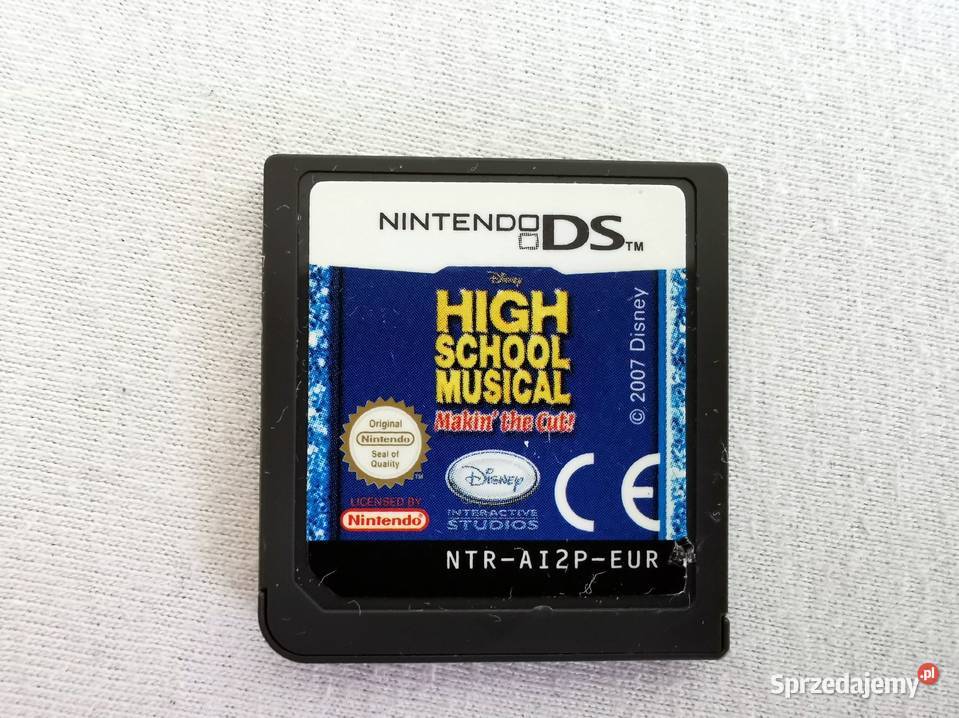 NINTENDO DS™
Disney
HIGH
SCHOOL
MUSICAL
Makin' the Cut!
© 2007 Disney
Original
Nintendo
Seal of
Quality
TM
LICENSED BY
Nintendo
Disney
INTERACTIVE
STUDIOS
CE
NTR-AI2P-EUR
Sprzedajemy.pl